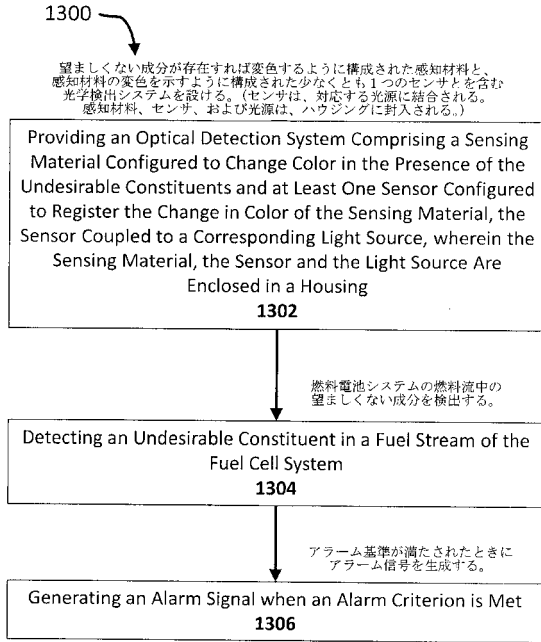 1300
望ましくない成分が存在すれば変色するように構成された感知材料と、
感知材料の変色を示すように構成された少なくとも１つのセンサとを含む
光学検出システムを設ける。（センサは、対応する光源に結合される。
感知材料、センサ、および光源は、ハウジングに封入される。）
Providing an Optical Detection System Comprising a Sensing
Material Configured to Change Color in the Presence of the
Undesirable Constituents and at Least One Sensor Configured
to Register the Change in Color of the Sensing Material, the
Sensor Coupled to a Corresponding Light Source, wherein the
Sensing Material, the Sensor and the Light Source Are
Enclosed in a Housing
1302
燃料電池システムの燃料流中の
望ましくない成分を検出する。
Detecting an Undesirable Constituent in a Fuel Stream of the
Fuel Cell System
1304
アラーム基準が満たされたときに
アラーム信号を生成する。
Generating an Alarm Signal when an Alarm Criterion is Met
1306